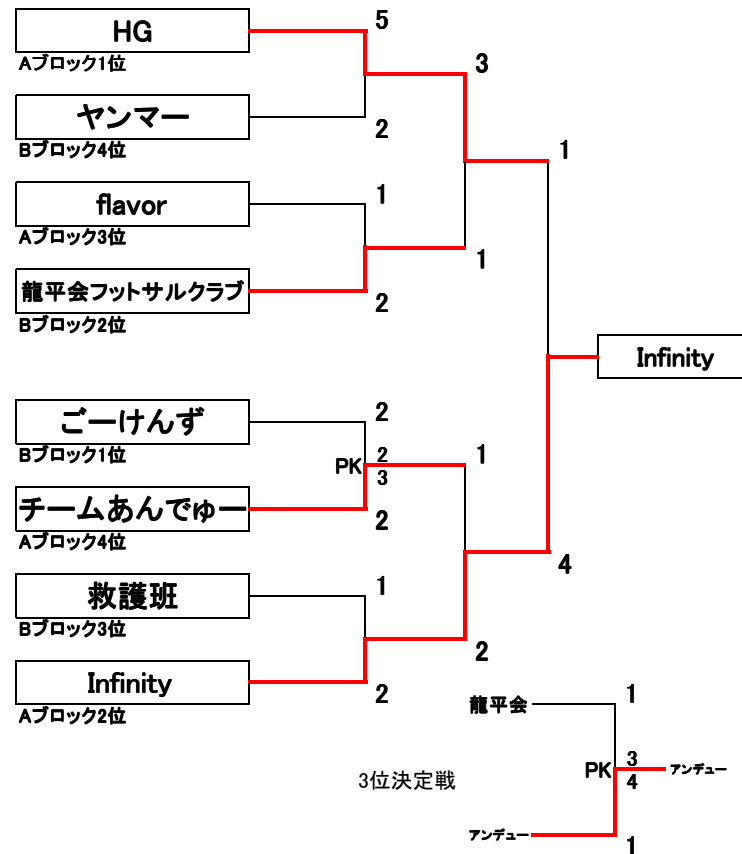 HG
5
Aブロック1位
3
ヤンマー
2
Bブロック4位
1
flavor
1
Aブロック3位
1
龍平会フットサルクラブ
2
Bブロック2位
Infinity
ごーけんず
2
Bブロック1位
PK
2
3
1
チームあんでゅー
2
Aブロック4位
4
救護班
1
Bブロック3位
2
Infinity
2
Aブロック2位
龍平会
1
3位決定戦
PK
3
4
アンデュー
アンデュー
1